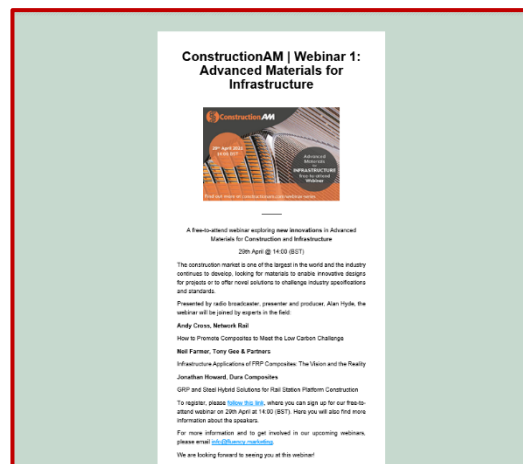 ConstructionAM | Webinar 1:
Advanced Materials for
Infrastructure
ConstructionAM
29th April 2021
14:00 BST
Advanced
Materials
for
INFRASTRUCTURE
free-to-attend
Webinar
A free-to-attend webinar exploring new innovations in Advanced
Materials for Construction and Infrastructure
29th April @ 14:00 (BST)
The construction market is one of the largest in the world and the industry
continues to develop, looking for materials to enable innovative designs
for projects or to offer novel solutions to challenge industry specifications
and standards.
Presented by radio broadcaster, presenter and producer, Alan Hyde, the
webinar will be joined by experts in the field:
Andy Cross, Network Rail
How to Promote Composites to Meet the Low Carbon Challenge
Neil Farmer, Tony Gee & Partners
Infrastructure Applications of FRP Composites: The Vision and the Reality
Jonathan Howard, Dura Composites
GRP and Steel Hybrid Solutions for Rail Station Platform Construction
To register, please follow this link, where you can sign up for our free-to-
attend webinar on 29th April at 14:00 (BST). Here you will also find more
information about the speakers.
For more information and to get involved in our upcoming webinars,
please email info@fluency.marketing.
We are looking forward to seeing you at this webinar!